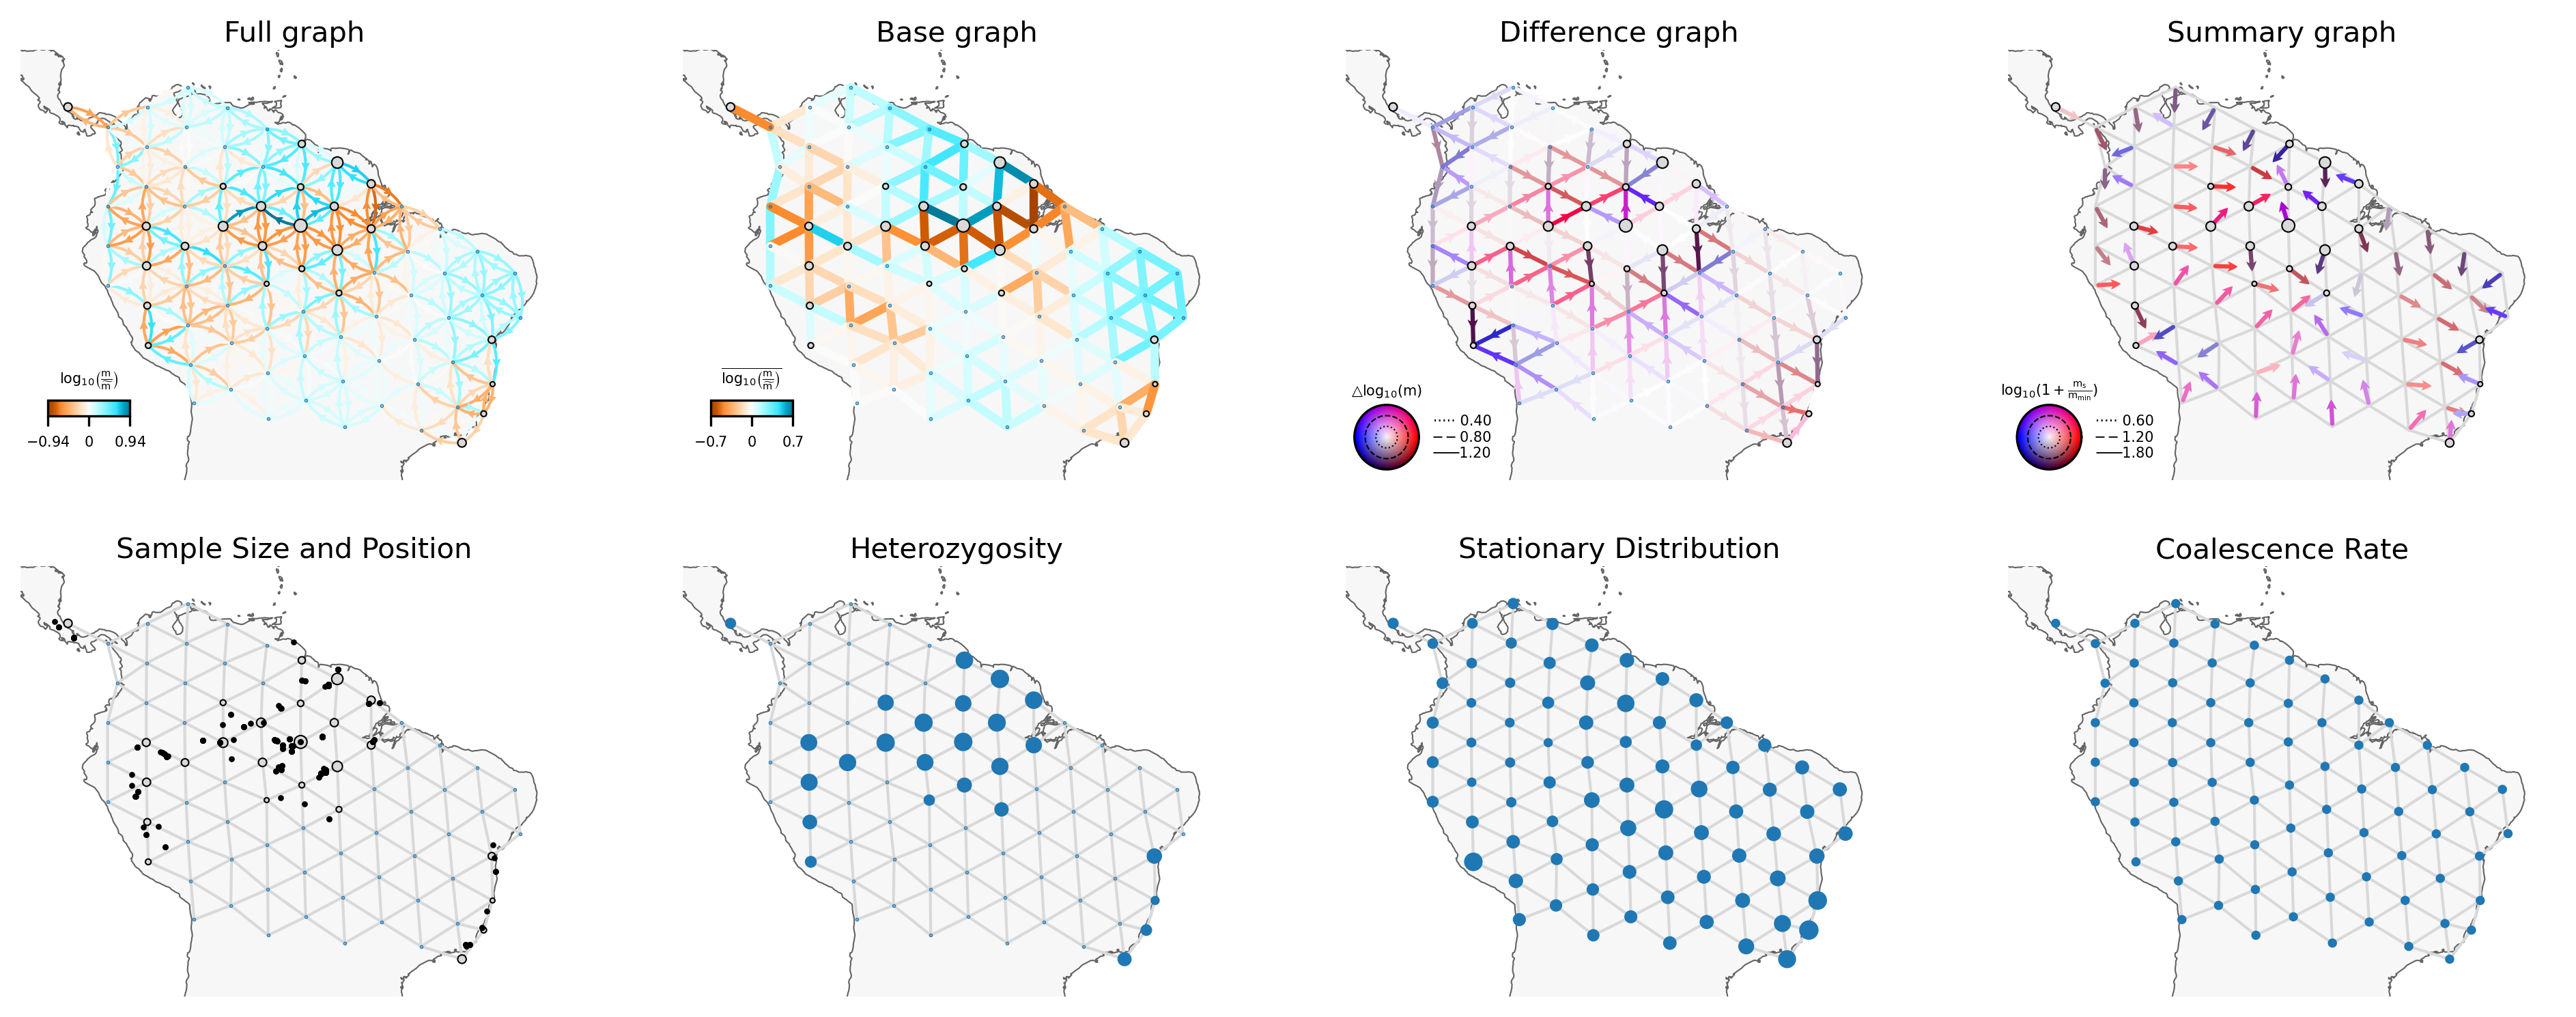 Full graph
Base graph
Difference graph
Summary graph
log₁₀(m/m̄)
−0.94 0 0.94
log₁₀(m/m̄)
−0.7 0 0.7
△log₁₀(m)
0.40
0.80
1.20
log₁₀(1 + mₛ/m_min)
0.60
1.20
1.80
Sample Size and Position
Heterozygosity
Stationary Distribution
Coalescence Rate